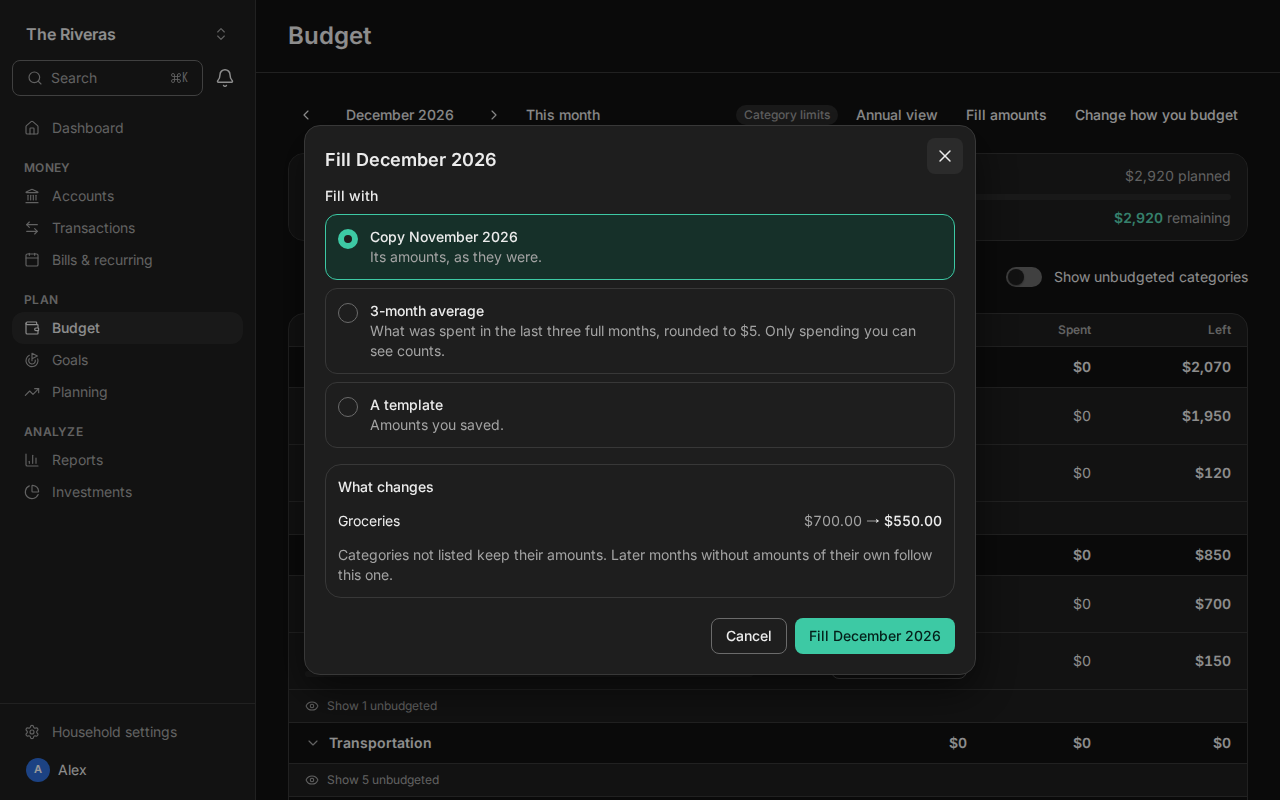 The Riveras
Search ⌘K
Dashboard
MONEY
Accounts
Transactions
Bills & recurring
PLAN
Budget
Goals
Planning
ANALYZE
Reports
Investments
Household settings
A Alex
Budget
December 2026 This month Category limits Annual view Fill amounts Change how you budget
$2,920 planned
$2,920 remaining
Show unbudgeted categories
Spent Left
$0 $2,070
$0 $1,950
$0 $120
$0 $850
$0 $700
$0 $150
Show 1 unbudgeted
Transportation $0 $0 $0
Show 5 unbudgeted
Fill December 2026
Fill with
Copy November 2026
Its amounts, as they were.
3-month average
What was spent in the last three full months, rounded to $5. Only spending you can
see counts.
A template
Amounts you saved.
What changes
Groceries $700.00 → $550.00
Categories not listed keep their amounts. Later months without amounts of their own follow
this one.
Cancel Fill December 2026